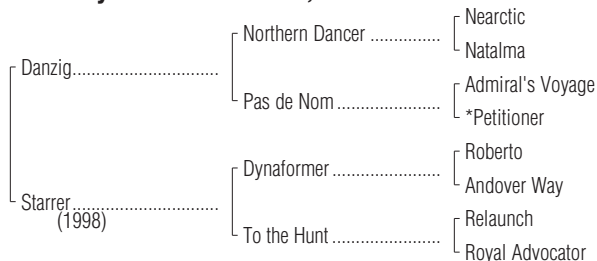 Nearctic
Northern Dancer ..............
Natalma
Danzig..............................
Admiral's Voyage
Pas de Nom .....................
*Petitioner
Roberto
Dynaformer......................
Andover Way
Starrer..............................
(1998)
Relaunch
To the Hunt ......................
Royal Advocator